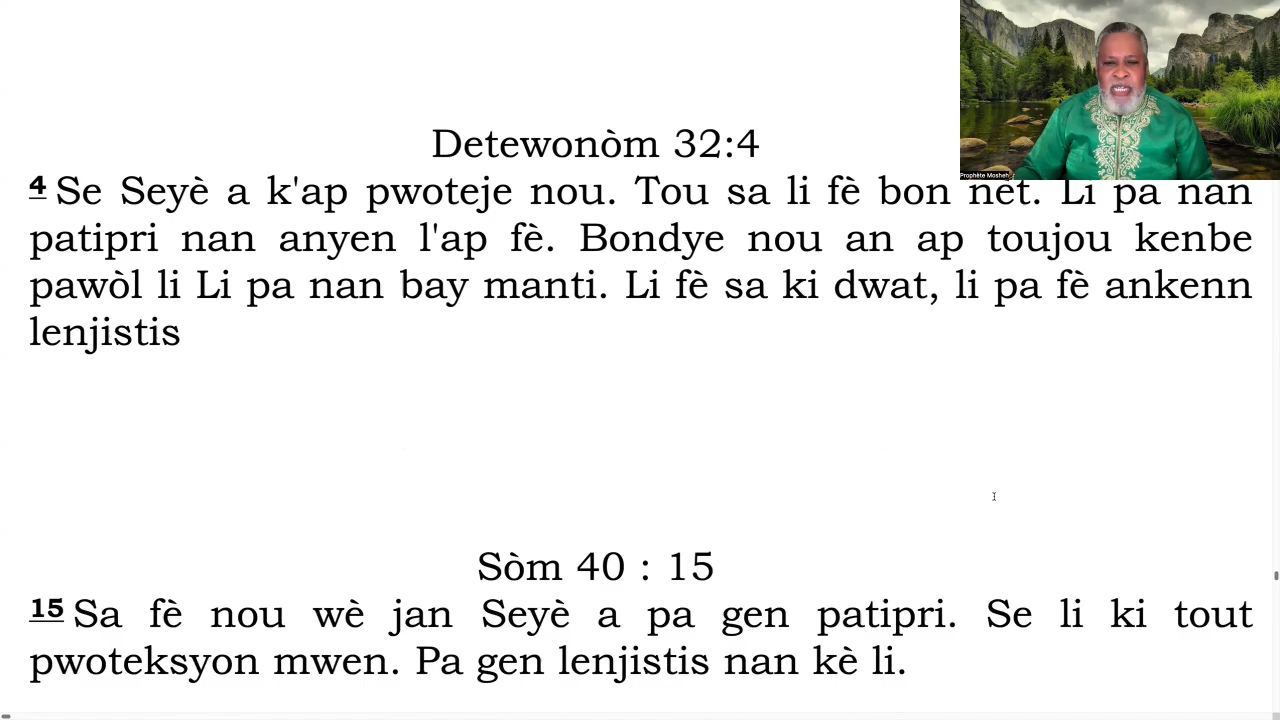 Detewonòm 32:4
4 Se Seyè a k'ap pwoteje nou. Tou sa li fè bon nèt. Li pa nan
patipri nan anyen l'ap fè. Bondye nou an ap toujou kenbe
pawòl li Li pa nan bay manti. Li fè sa ki dwat, li pa fè ankenn
lenjistis
Sòm 40 : 15
15 Sa fè nou wè jan Seyè a pa gen patipri. Se li ki tout
pwoteksyon mwen. Pa gen lenjistis nan kè li.
Prophète Mosheh